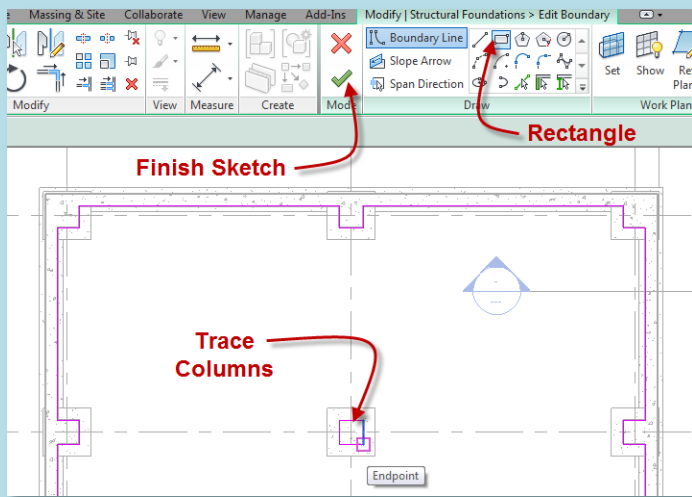 Massing & Site Collaborate View Manage Add-Ins Modify | Structural Foundations > Edit Boundary
Boundary Line
Slope Arrow
Span Direction
Set Show
Modify View Measure Create Mode Draw Work Plan
Rectangle
Finish Sketch
Trace
Columns
Endpoint